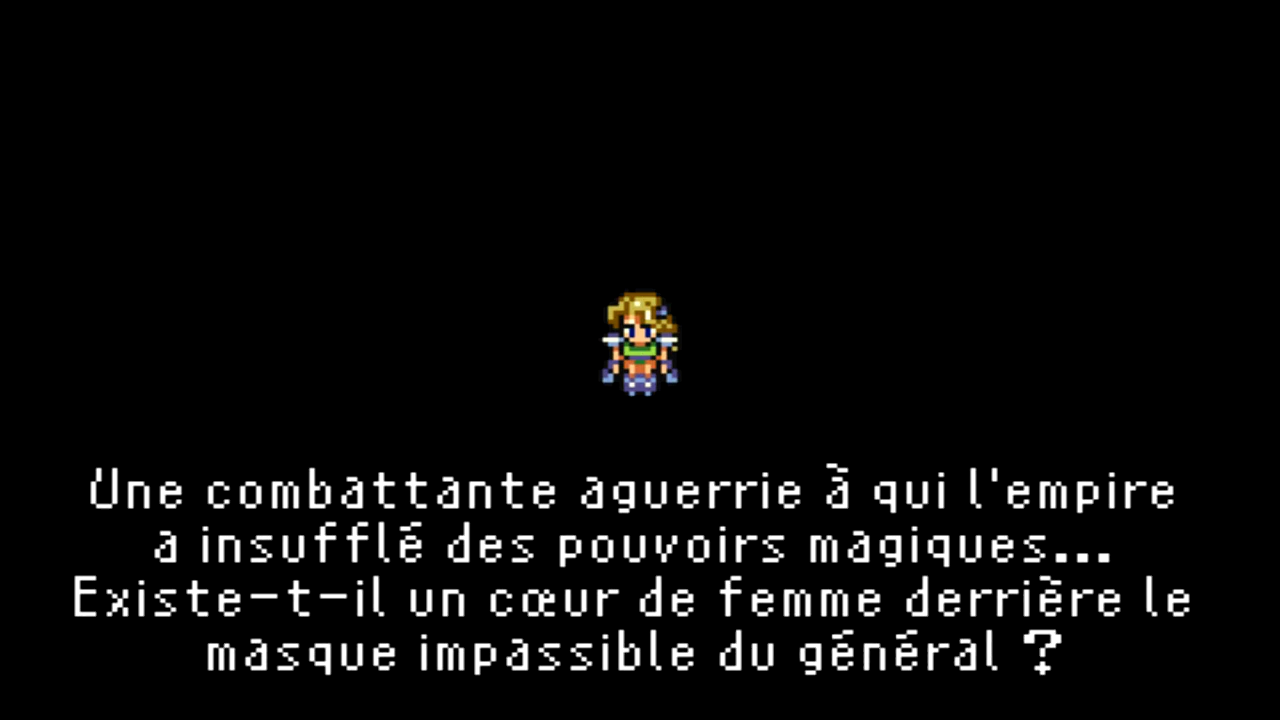 Une combattante aguerrie à qui l'empire
a insufflé des pouvoirs magiques...
Existe-t-il un cœur de femme derrière le
masque impassible du général ?